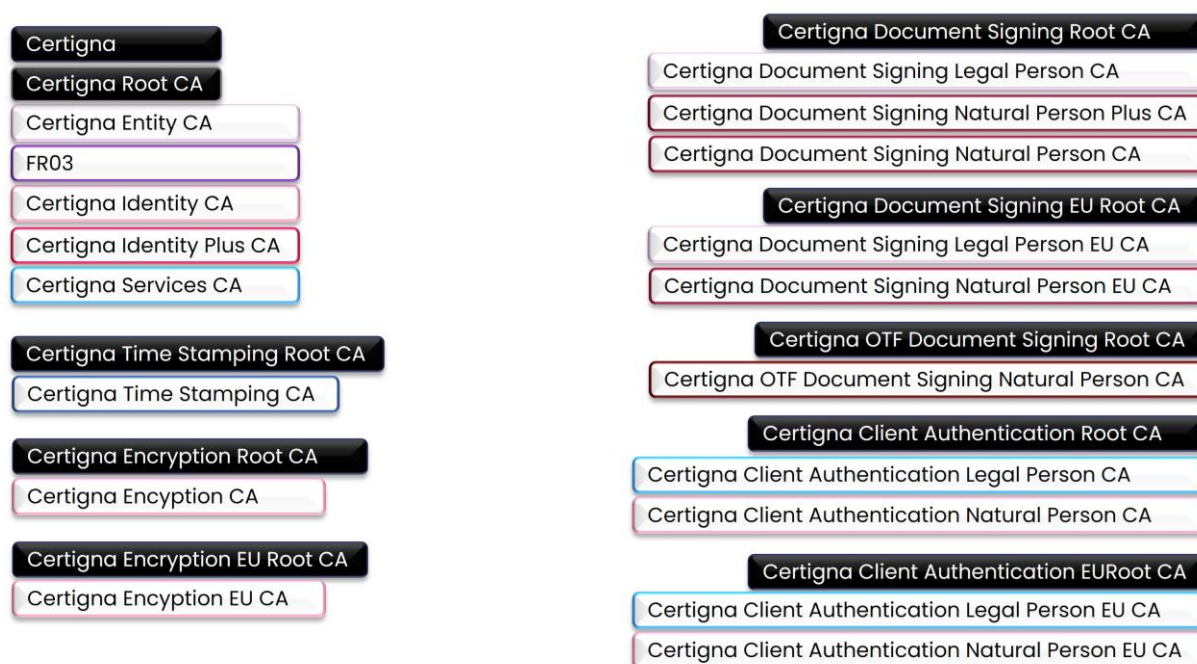 Certigna
Certigna Root CA
Certigna Entity CA
FR03
Certigna Identity CA
Certigna Identity Plus CA
Certigna Services CA
Certigna Time Stamping Root CA
Certigna Time Stamping CA
Certigna Encryption Root CA
Certigna Encyption CA
Certigna Encryption EU Root CA
Certigna Encyption EU CA
Certigna Document Signing Root CA
Certigna Document Signing Legal Person CA
Certigna Document Signing Natural Person Plus CA
Certigna Document Signing Natural Person CA
Certigna Document Signing EU Root CA
Certigna Document Signing Legal Person EU CA
Certigna Document Signing Natural Person EU CA
Certigna OTF Document Signing Root CA
Certigna OTF Document Signing Natural Person CA
Certigna Client Authentication Root CA
Certigna Client Authentication Legal Person CA
Certigna Client Authentication Natural Person CA
Certigna Client Authentication EURoot CA
Certigna Client Authentication Legal Person EU CA
Certigna Client Authentication Natural Person EU CA